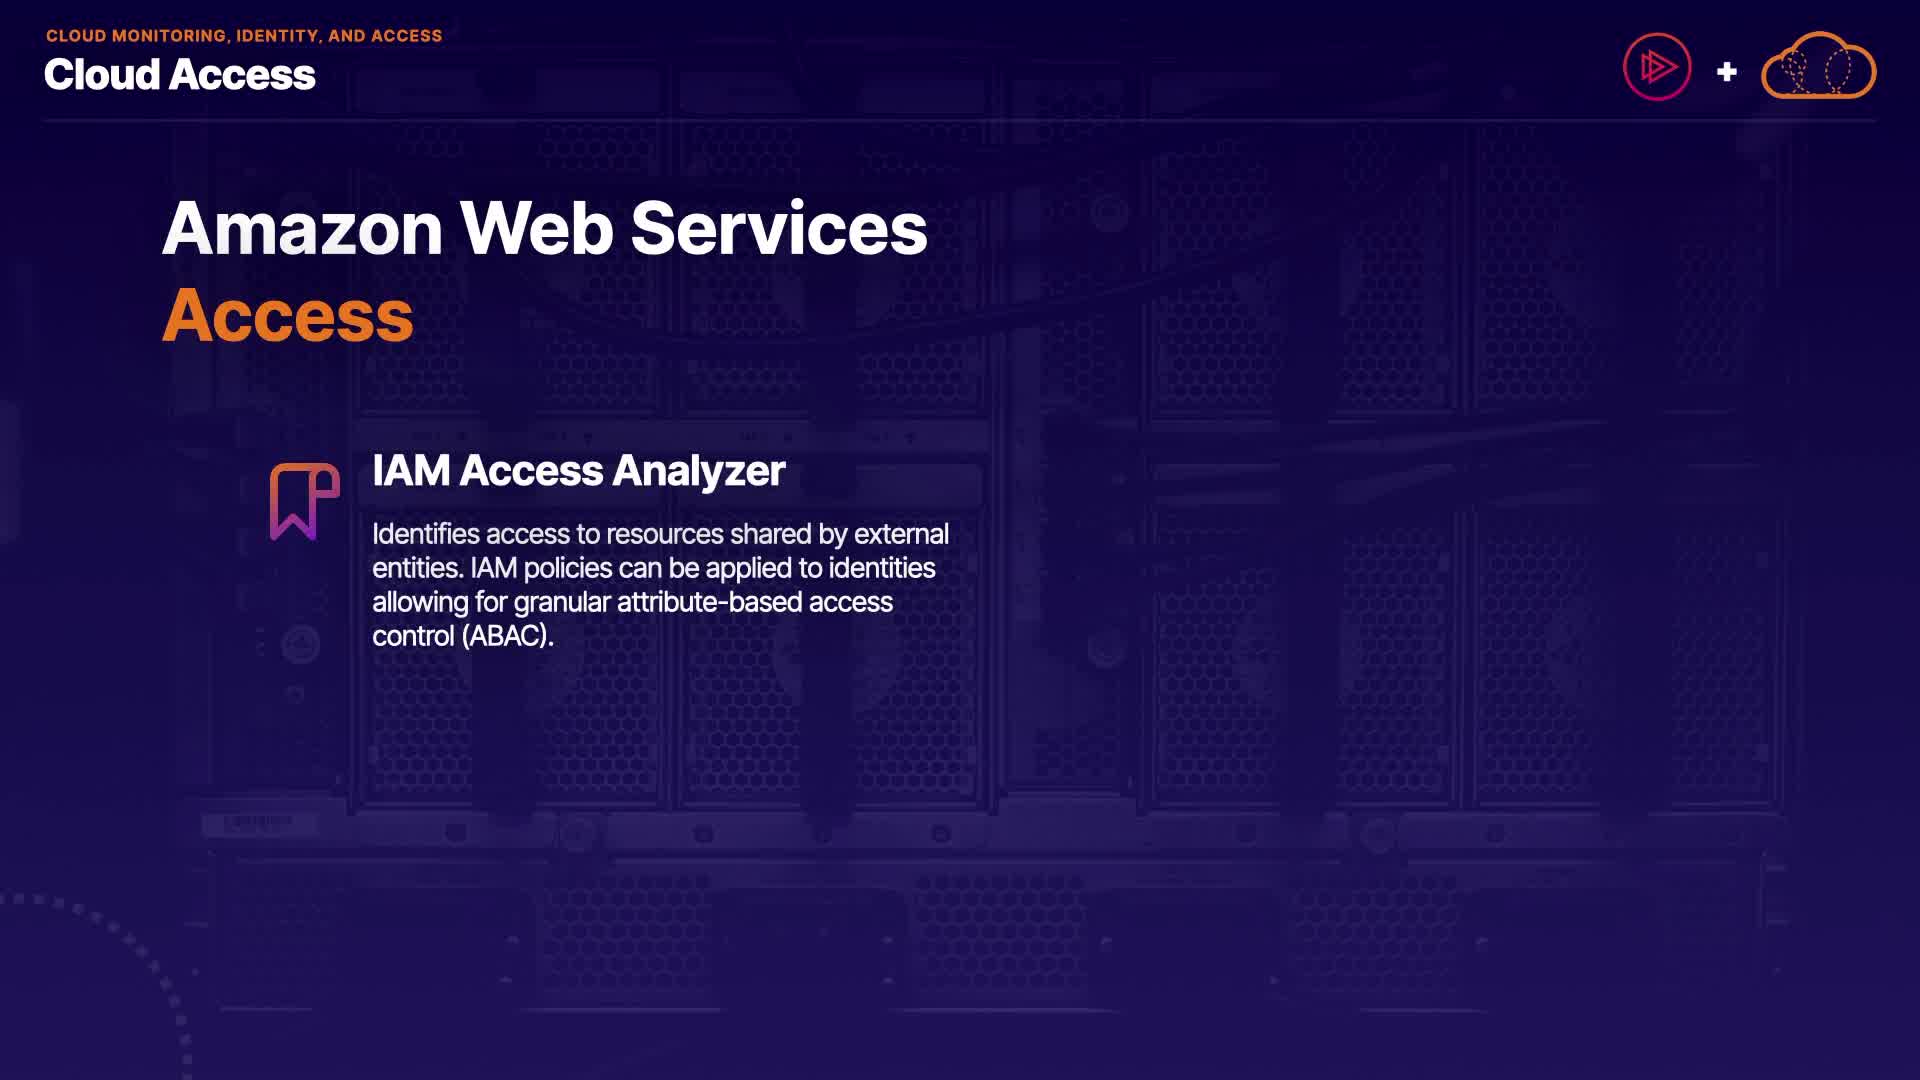 CLOUD MONITORING, IDENTITY, AND ACCESS
Cloud Access
Amazon Web Services
Access
IAM Access Analyzer
Identifies access to resources shared by external
entities. IAM policies can be applied to identities
allowing for granular attribute-based access
control (ABAC).